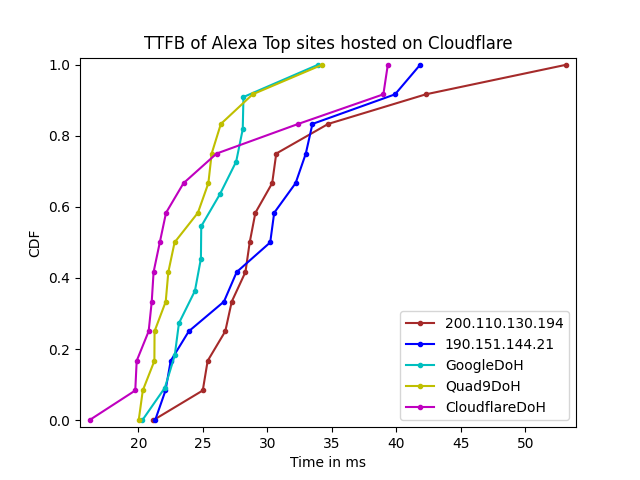 TTFB of Alexa Top sites hosted on Cloudflare
1.0
0.8
0.6
0.4
0.2
0.0
CDF
20 25 30 35 40 45 50
Time in ms
200.110.130.194
190.151.144.21
GoogleDoH
Quad9DoH
CloudflareDoH